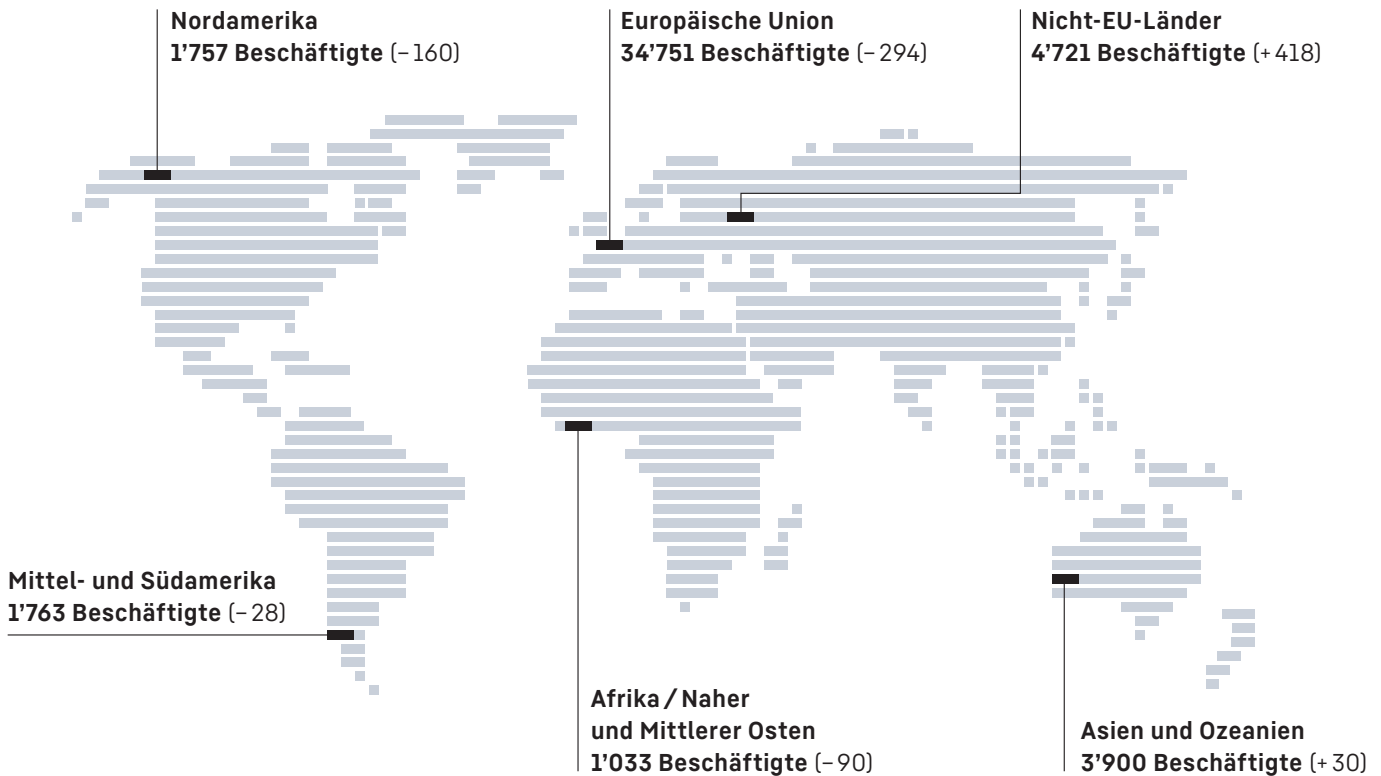 Nordamerika
1’757 Beschäftigte (–160)
Europäische Union
34’751 Beschäftigte (–294)
Nicht-EU-Länder
4’721 Beschäftigte (+418)
Mittel- und Südamerika
1’763 Beschäftigte (–28)
Afrika / Naher
und Mittlerer Osten
1’033 Beschäftigte (–90)
Asien und Ozeanien
3’900 Beschäftigte (+30)